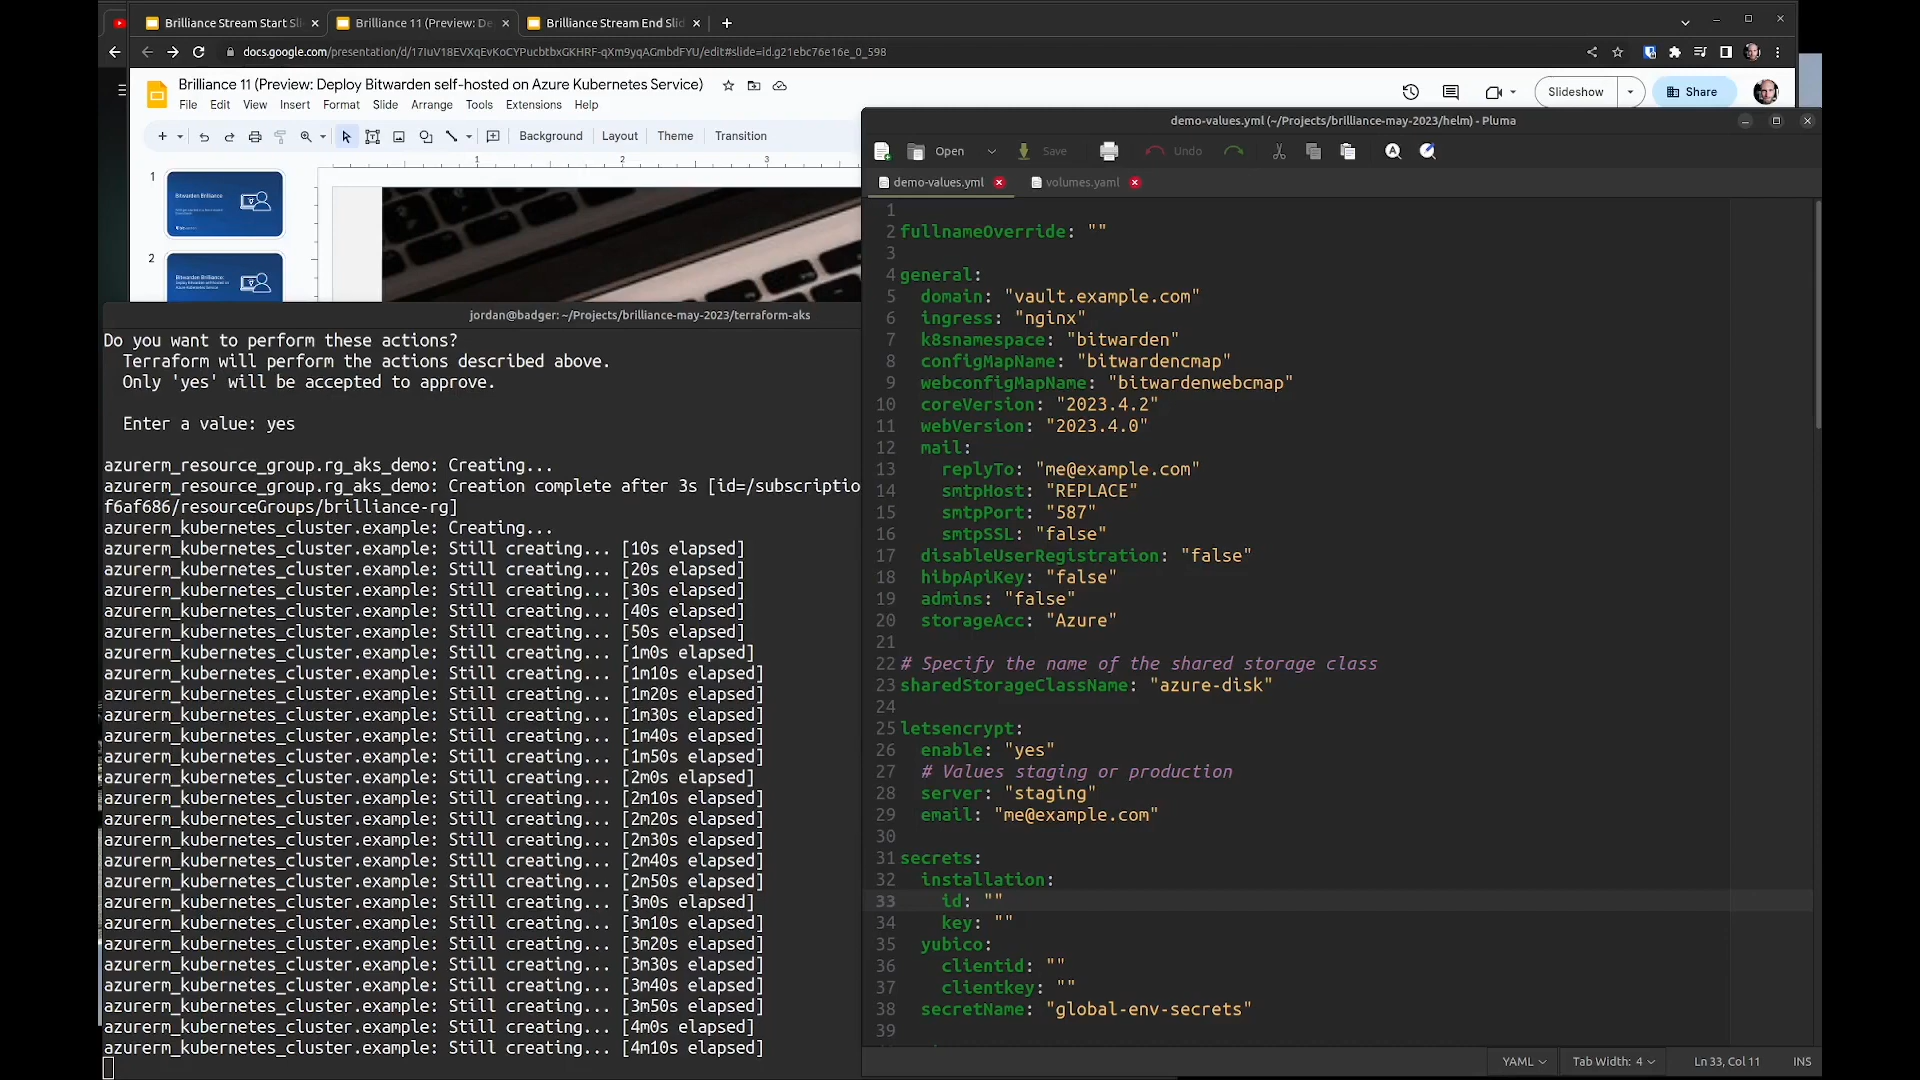 Brilliance Stream Start Sli
Brilliance 11 (Preview: De
Brilliance Stream End Slid
docs.google.com/presentation/d/17IuV18EVXqEvKoCYPucbtbxGKHRF-qXm9yqAGmbdFYU/edit#slide=id.g21ebc76e16e_0_598
Brilliance 11 (Preview: Deploy Bitwarden self-hosted on Azure Kubernetes Service)
File Edit View Insert Format Slide Arrange Tools Extensions Help
Slideshow
Share
Background Layout Theme Transition
1 2 3
1
Bitwarden Brilliance
2
Bitwarden Brilliance:
Deploy Bitwarden self-hosted on
Azure Kubernetes Service
jordan@badger: ~/Projects/brilliance-may-2023/terraform-aks
Do you want to perform these actions?
Terraform will perform the actions described above.
Only 'yes' will be accepted to approve.
Enter a value: yes
azurerm_resource_group.rg_aks_demo: Creating...
azurerm_resource_group.rg_aks_demo: Creation complete after 3s [id=/subscriptio
f6af686/resourceGroups/brilliance-rg]
azurerm_kubernetes_cluster.example: Creating...
azurerm_kubernetes_cluster.example: Still creating... [10s elapsed]
azurerm_kubernetes_cluster.example: Still creating... [20s elapsed]
azurerm_kubernetes_cluster.example: Still creating... [30s elapsed]
azurerm_kubernetes_cluster.example: Still creating... [40s elapsed]
azurerm_kubernetes_cluster.example: Still creating... [50s elapsed]
azurerm_kubernetes_cluster.example: Still creating... [1m0s elapsed]
azurerm_kubernetes_cluster.example: Still creating... [1m10s elapsed]
azurerm_kubernetes_cluster.example: Still creating... [1m20s elapsed]
azurerm_kubernetes_cluster.example: Still creating... [1m30s elapsed]
azurerm_kubernetes_cluster.example: Still creating... [1m40s elapsed]
azurerm_kubernetes_cluster.example: Still creating... [1m50s elapsed]
azurerm_kubernetes_cluster.example: Still creating... [2m0s elapsed]
azurerm_kubernetes_cluster.example: Still creating... [2m10s elapsed]
azurerm_kubernetes_cluster.example: Still creating... [2m20s elapsed]
azurerm_kubernetes_cluster.example: Still creating... [2m30s elapsed]
azurerm_kubernetes_cluster.example: Still creating... [2m40s elapsed]
azurerm_kubernetes_cluster.example: Still creating... [2m50s elapsed]
azurerm_kubernetes_cluster.example: Still creating... [3m0s elapsed]
azurerm_kubernetes_cluster.example: Still creating... [3m10s elapsed]
azurerm_kubernetes_cluster.example: Still creating... [3m20s elapsed]
azurerm_kubernetes_cluster.example: Still creating... [3m30s elapsed]
azurerm_kubernetes_cluster.example: Still creating... [3m40s elapsed]
azurerm_kubernetes_cluster.example: Still creating... [3m50s elapsed]
azurerm_kubernetes_cluster.example: Still creating... [4m0s elapsed]
azurerm_kubernetes_cluster.example: Still creating... [4m10s elapsed]
demo-values.yml (~/Projects/brilliance-may-2023/helm) - Pluma
Open Save Undo
demo-values.yml volumes.yaml
1
2 fullnameOverride: ""
3
4 general:
5 domain: "vault.example.com"
6 ingress: "nginx"
7 k8snamespace: "bitwarden"
8 configMapName: "bitwardencmap"
9 webconfigMapName: "bitwardenwebcmap"
10 coreVersion: "2023.4.2"
11 webVersion: "2023.4.0"
12 mail:
13 replyTo: "me@example.com"
14 smtpHost: "REPLACE"
15 smtpPort: "587"
16 smtpSSL: "false"
17 disableUserRegistration: "false"
18 hibpApiKey: "false"
19 admins: "false"
20 storageAcc: "Azure"
21
22 # Specify the name of the shared storage class
23 sharedStorageClassName: "azure-disk"
24
25 letsencrypt:
26 enable: "yes"
27 # Values staging or production
28 server: "staging"
29 email: "me@example.com"
30
31 secrets:
32 installation:
33 id: ""
34 key: ""
35 yubico:
36 clientid: ""
37 clientkey: ""
38 secretName: "global-env-secrets"
39
YAML Tab Width: 4 Ln 33, Col 11 INS